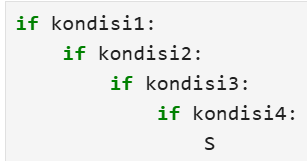 if kondisi1:
    if kondisi2:
        if kondisi3:
            if kondisi4:
                S